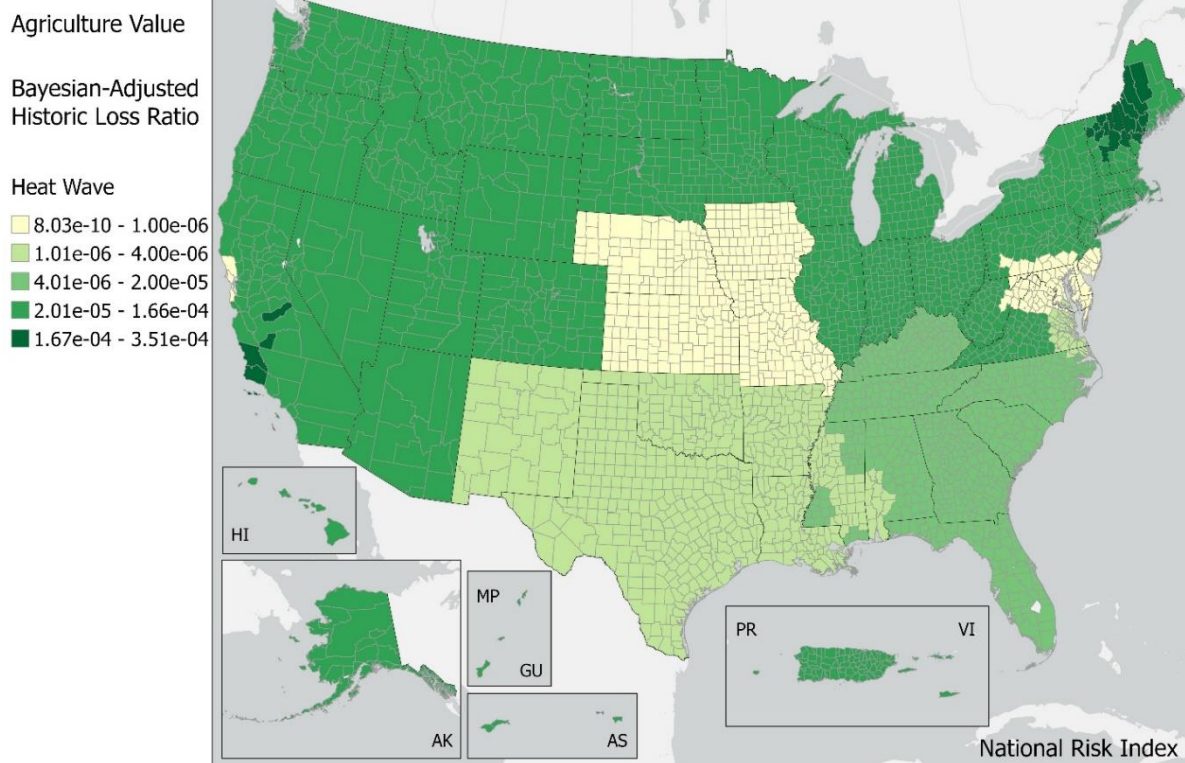 Agriculture Value
Bayesian-Adjusted
Historic Loss Ratio
Heat Wave
8.03e-10 - 1.00e-06
1.01e-06 - 4.00e-06
4.01e-06 - 2.00e-05
2.01e-05 - 1.66e-04
1.67e-04 - 3.51e-04
HI
AK
MP
GU
AS
PR
VI
National Risk Index